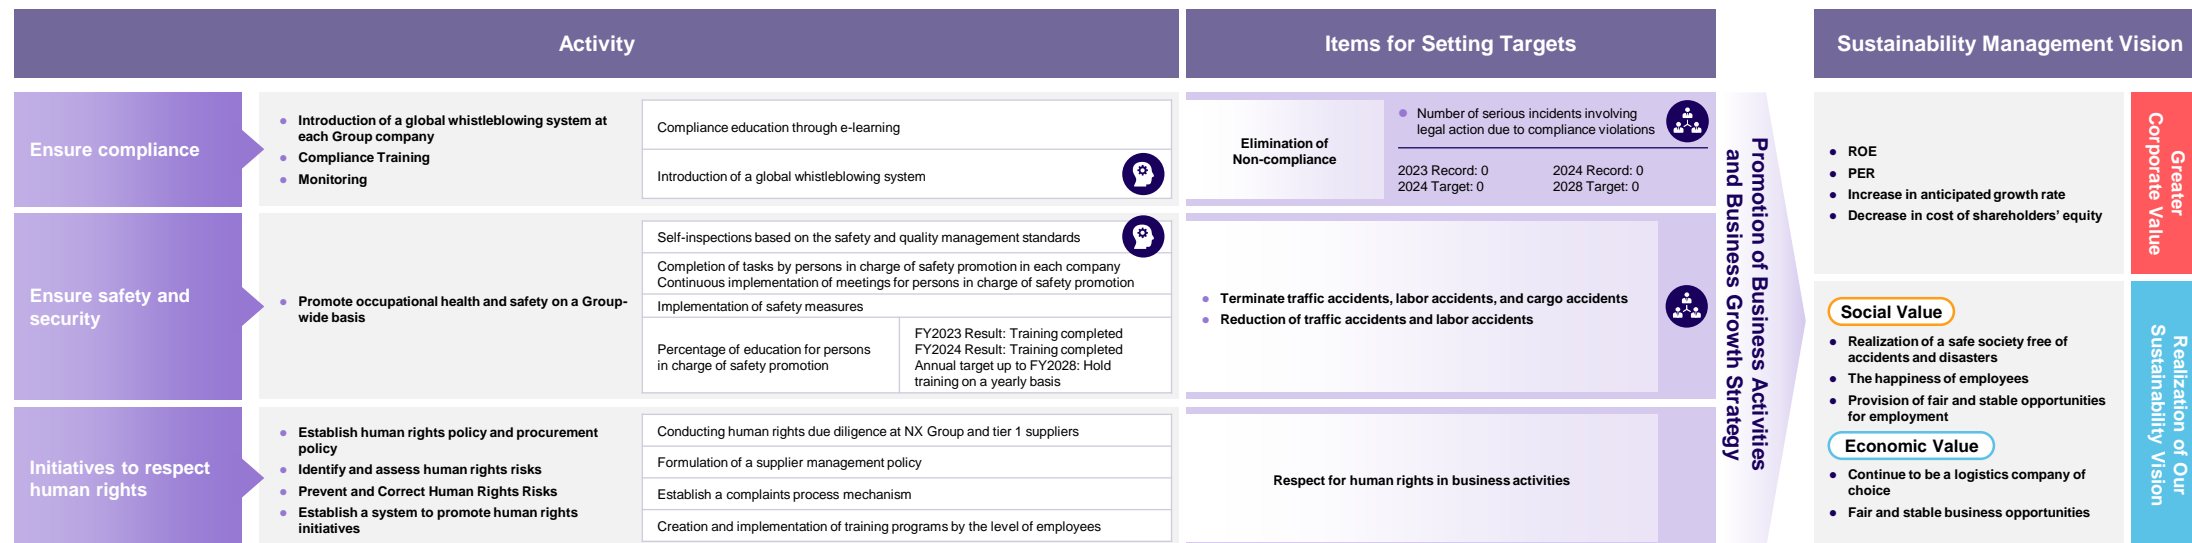 Activity
Items for Setting Targets
Sustainability Management Vision
Ensure compliance
Introduction of a global whistleblowing system at
each Group company
Compliance Training
Monitoring
Compliance education through e-learning
Introduction of a global whistleblowing system
Elimination of
Non-compliance
Number of serious incidents involving
legal action due to compliance violations
2023 Record: 0
2024 Record: 0
2024 Target: 0
2028 Target: 0
Ensure safety and
security
Promote occupational health and safety on a Group-
wide basis
Self-inspections based on the safety and quality management standards
Completion of tasks by persons in charge of safety promotion in each company
Continuous implementation of meetings for persons in charge of safety promotion
Implementation of safety measures
Percentage of education for persons
in charge of safety promotion
FY2023 Result: Training completed
FY2024 Result: Training completed
Annual target up to FY2028: Hold
training on a yearly basis
Terminate traffic accidents, labor accidents, and cargo accidents
Reduction of traffic accidents and labor accidents
Initiatives to respect
human rights
Establish human rights policy and procurement
policy
Identify and assess human rights risks
Prevent and Correct Human Rights Risks
Establish a system to promote human rights
initiatives
Conducting human rights due diligence at NX Group and tier 1 suppliers
Formulation of a supplier management policy
Establish a complaints process mechanism
Creation and implementation of training programs by the level of employees
Respect for human rights in business activities
Promotion of Business Activities
and Business Growth Strategy
ROE
PER
Increase in anticipated growth rate
Decrease in cost of shareholders' equity
Greater
Corporate Value
Social Value
Realization of a safe society free of
accidents and disasters
The happiness of employees
Provision of fair and stable opportunities
for employment
Economic Value
Continue to be a logistics company of
choice
Fair and stable business opportunities
Realization of Our
Sustainability Vision